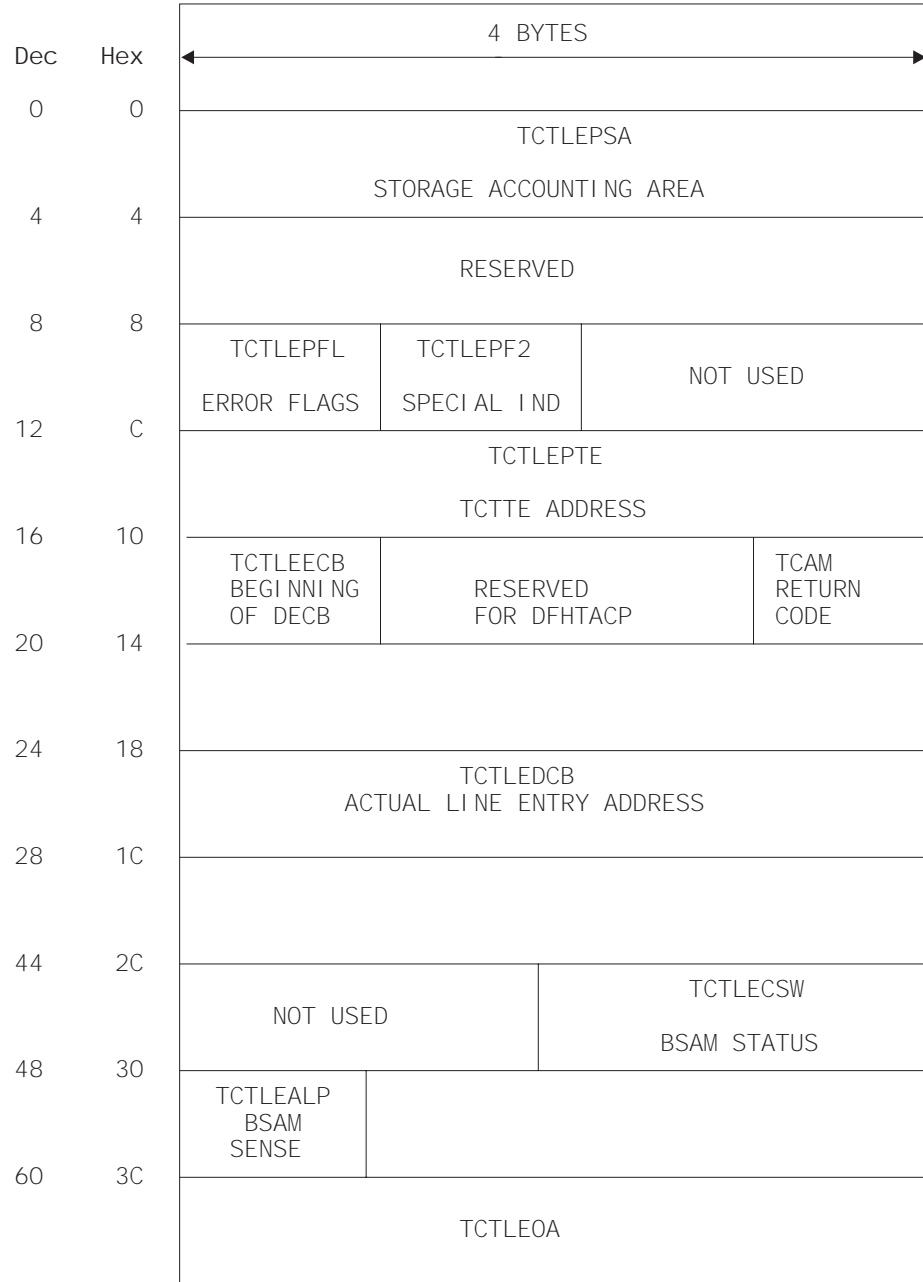 4 BYTES
Dec Hex
0 0
TCTLEPSA
STORAGE ACCOUNTING AREA
4 4
RESERVED
8 8
TCTLEPFL TCTLEPF2
NOT USED
ERROR FLAGS SPECIAL IND
12 C
TCTLEPTE
TCTTE ADDRESS
16 10
TCTLEECB TCAM
BEGINNING RESERVED RETURN
OF DECB FOR DFHTACP CODE
20 14
24 18
TCTLEDCB
ACTUAL LINE ENTRY ADDRESS
28 1C
44 2C
TCTLECSW
NOT USED
BSAM STATUS
48 30
TCTLEALP
BSAM
SENSE
60 3C
TCTLEOA